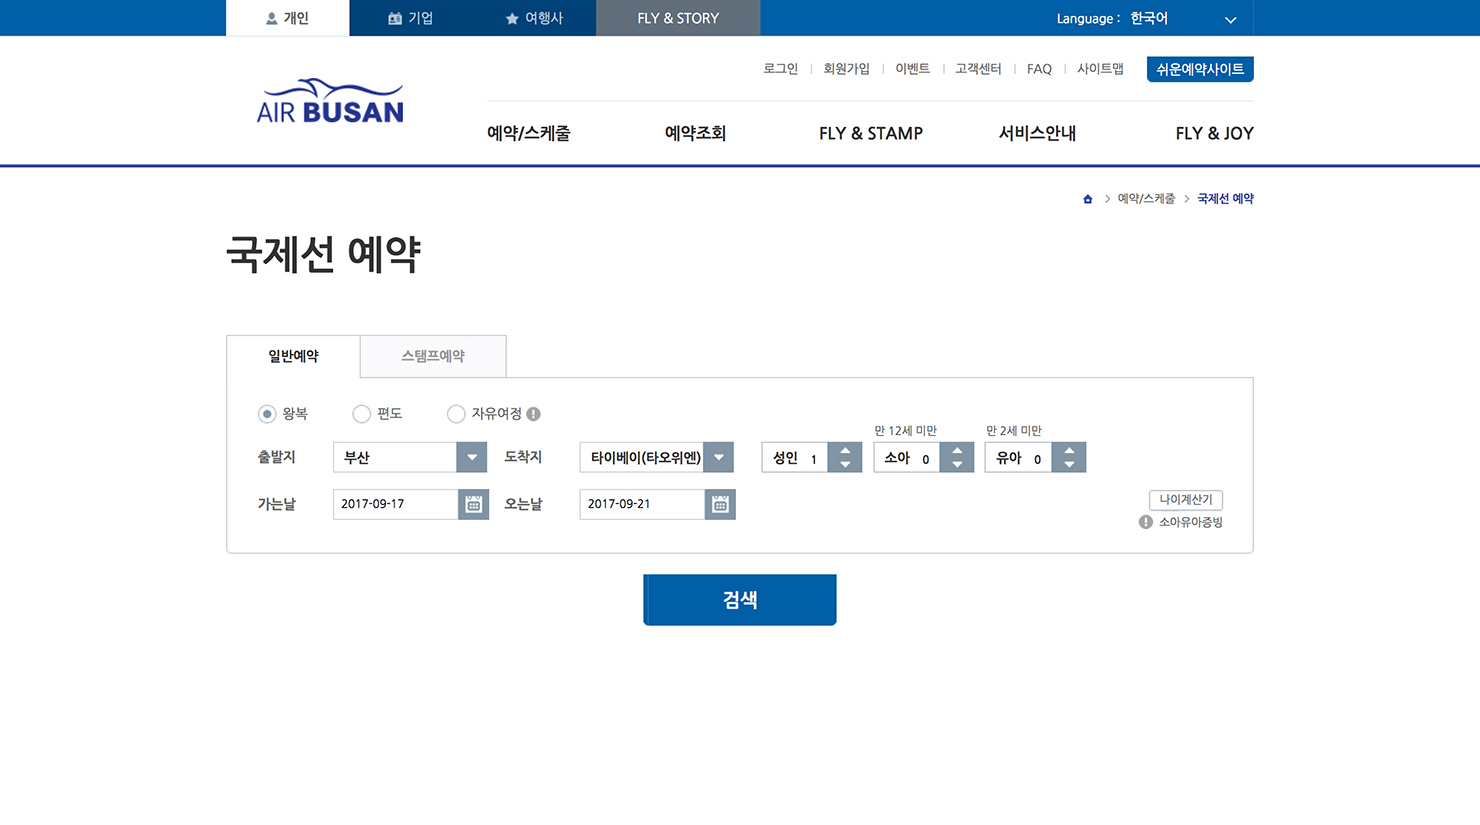 개인 기업 여행사 FLY & STORY Language : 한국어
로그인 회원가입 이벤트 고객센터 FAQ 사이트맵 쉬운예약사이트
AIR BUSAN
예약/스케줄 예약조회 FLY & STAMP 서비스안내 FLY & JOY
> 예약/스케줄 > 국제선 예약
국제선 예약
일반예약 스탬프예약
왕복 편도 자유여정 !
만 12세 미만 만 2세 미만
출발지 부산 도착지 타이베이(타오위엔) 성인 1 소아 0 유아 0
가는날 2017-09-17 오는날 2017-09-21
나이계산기
! 소아유아증빙
검색